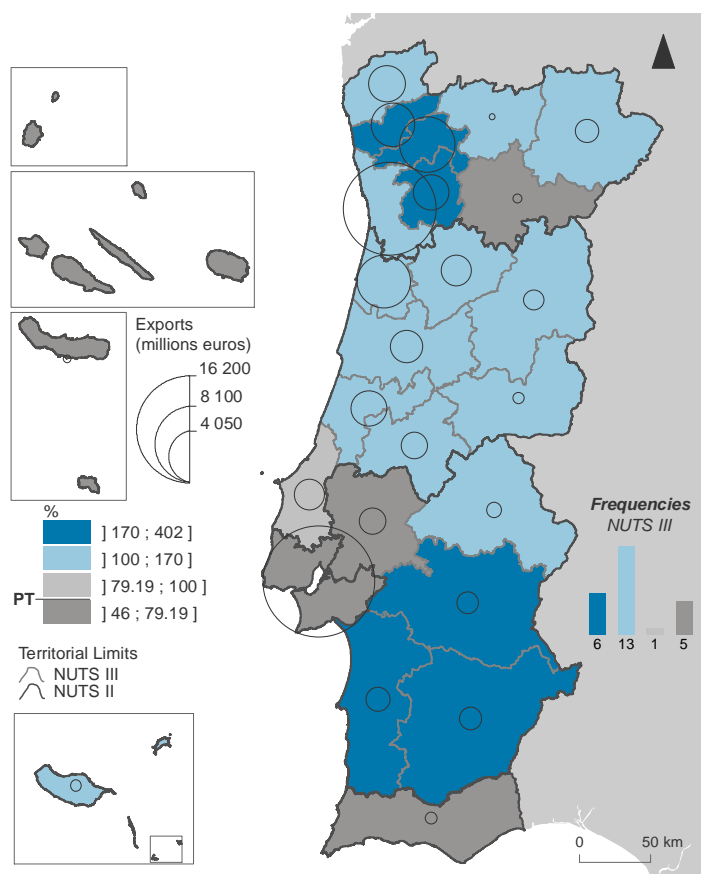 Exports
(millions euros)
16 200
8 100
4 050
%
] 170 ; 402 ]
] 100 ; 170 ]
] 79.19 ; 100 ]
PT
] 46 ; 79.19 ]
Territorial Limits
NUTS III
NUTS II
Frequencies
NUTS III
6 13 1 5
0 50 km